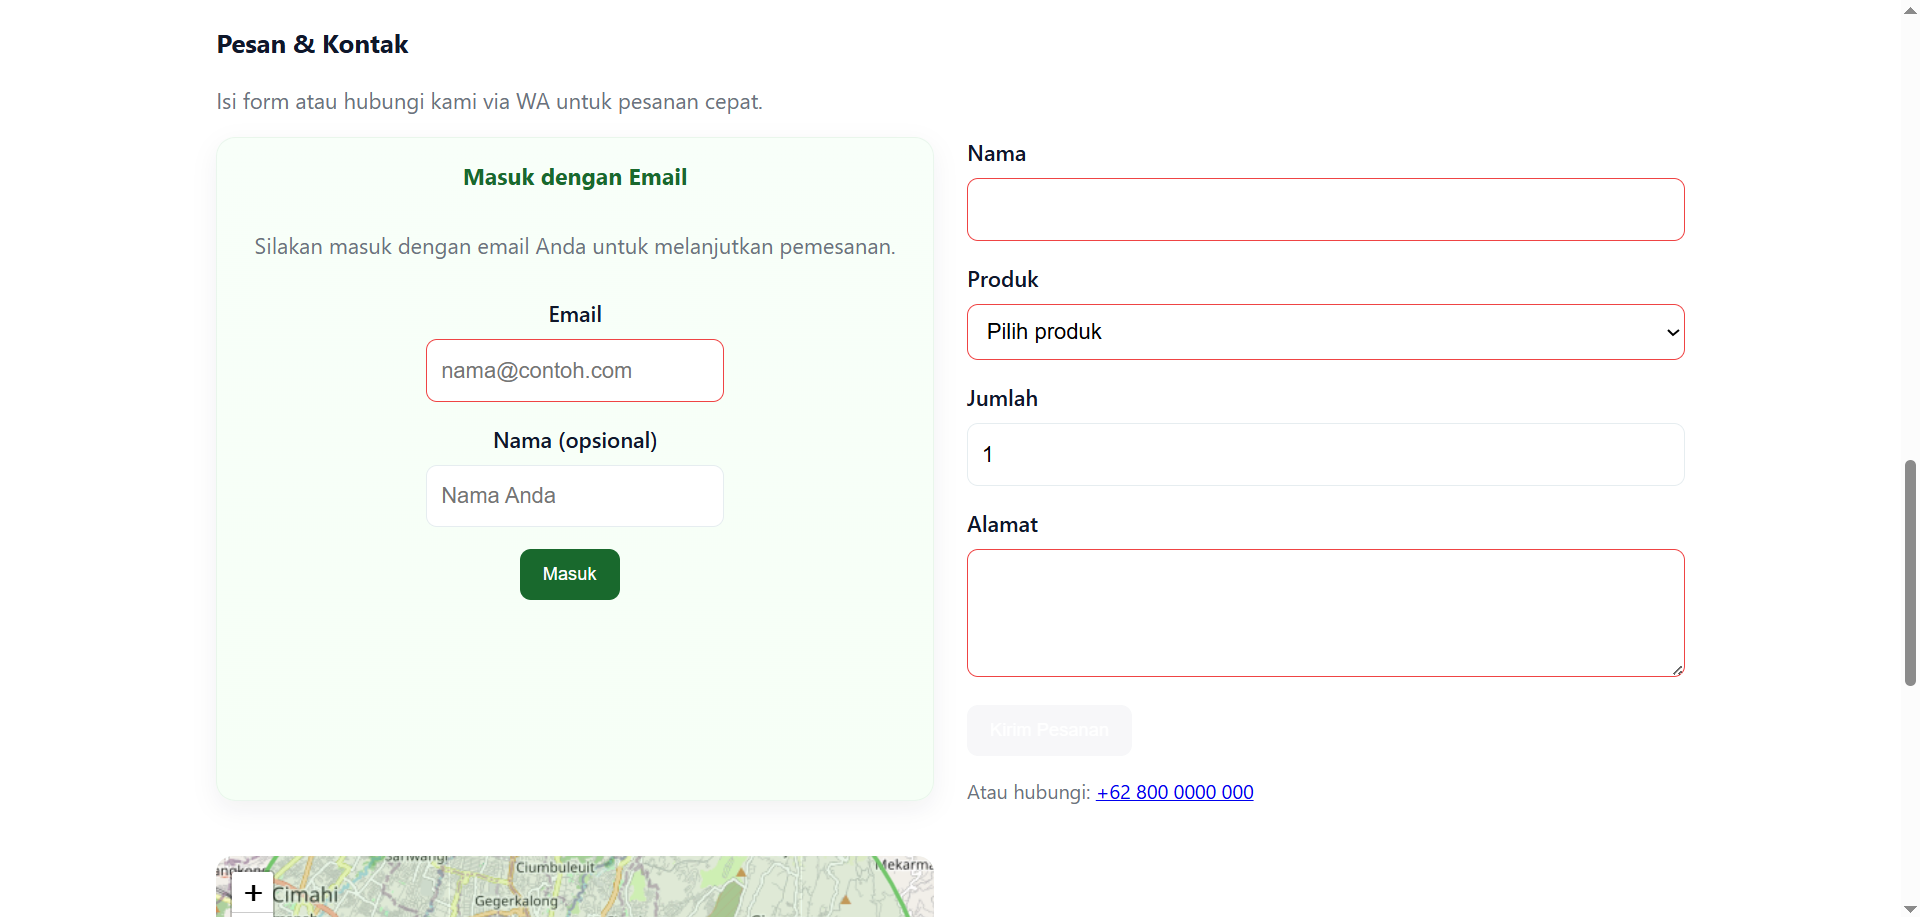 Pesan & Kontak
Isi form atau hubungi kami via WA untuk pesanan cepat.
Masuk dengan Email
Silakan masuk dengan email Anda untuk melanjutkan pemesanan.
Email
nama@contoh.com
Nama (opsional)
Nama Anda
Masuk
Nama
Produk
Pilih produk
Jumlah
1
Alamat
Kirim Pesanan
Atau hubungi: +62 800 0000 000
Ciumbuleuit
+
Cimahi
Gegerkalong